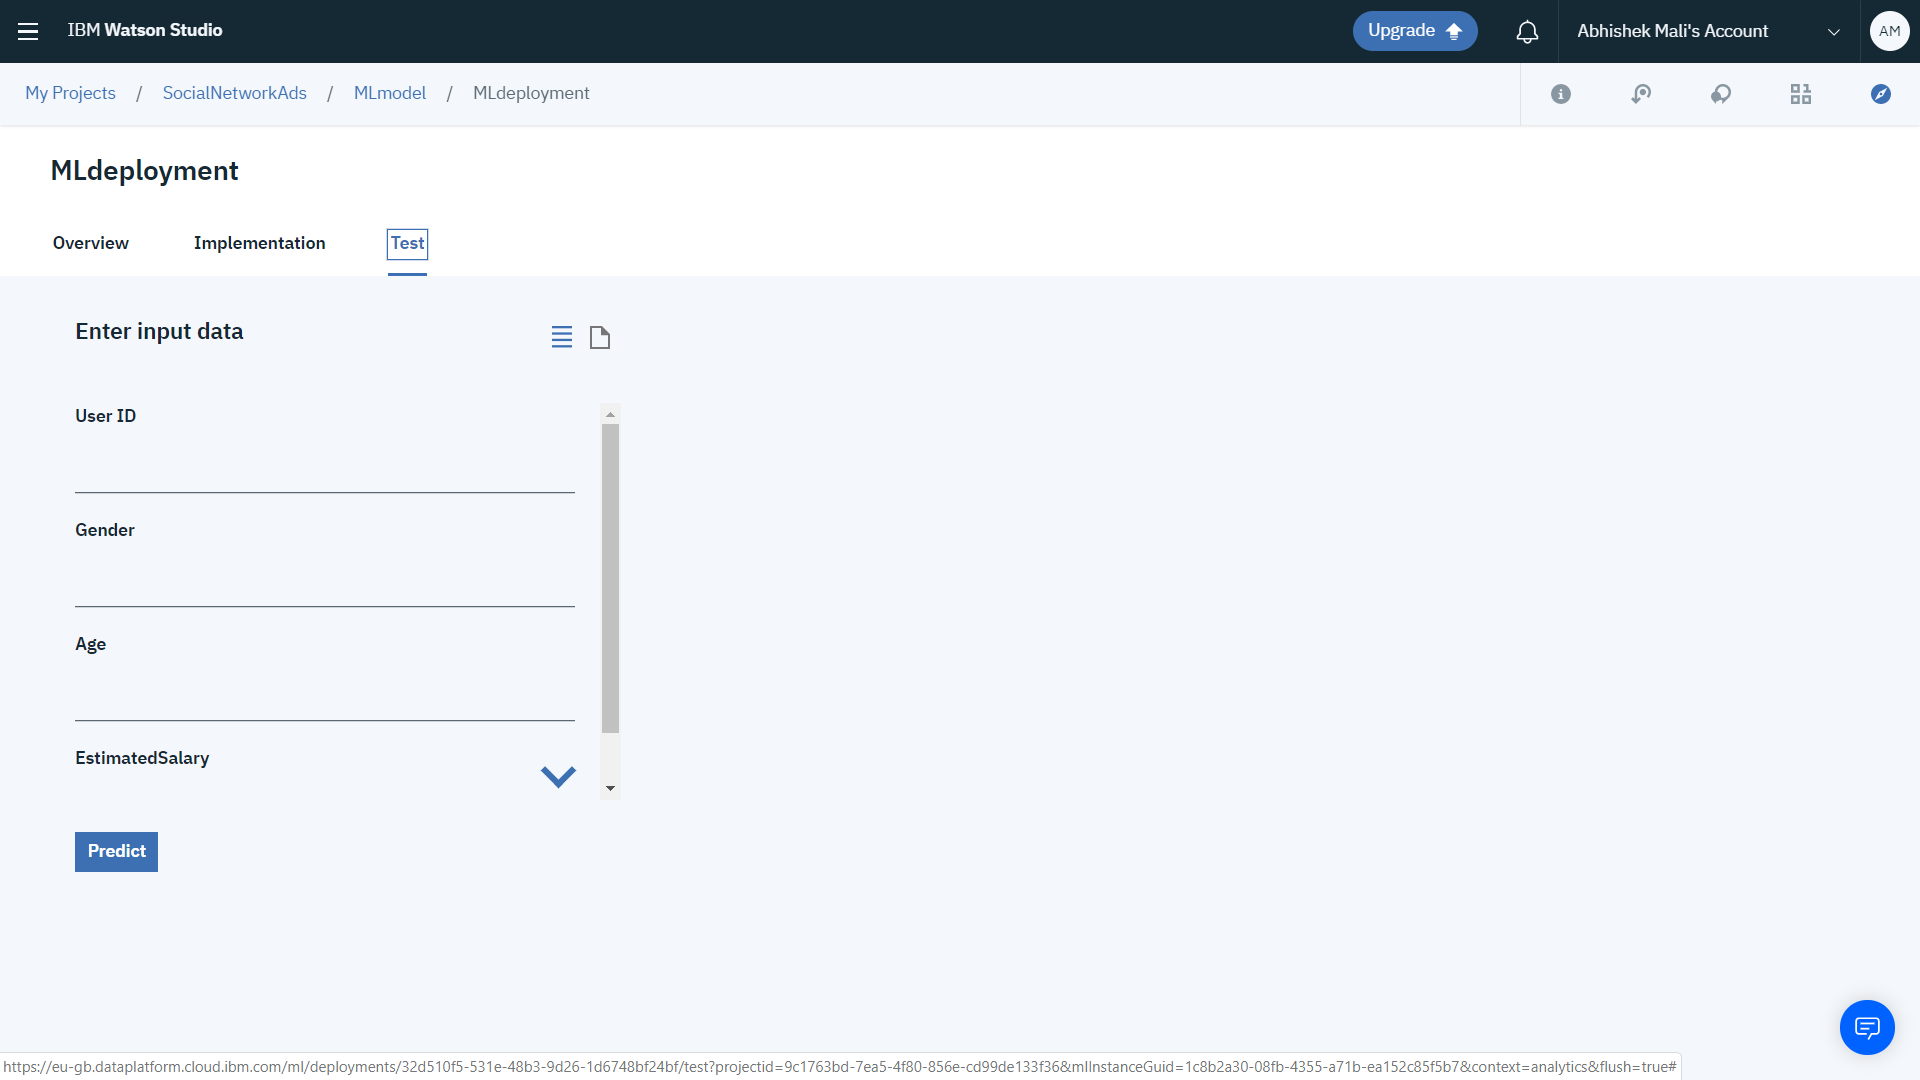 IBM Watson Studio
Upgrade
Abhishek Mali's Account
AM
My Projects / SocialNetworkAds / MLmodel / MLdeployment
MLdeployment
Overview
Implementation
Test
Enter input data
User ID
Gender
Age
EstimatedSalary
Predict
https://eu-gb.dataplatform.cloud.ibm.com/ml/deployments/32d510f5-531e-48b3-9d26-1d6748bf24bf/test?projectid=9c1763bd-7ea5-4f80-856e-cd99de133f36&mlInstanceGuid=1c8b2a30-08fb-4355-a71b-ea152c85f5b7&context=analytics&flush=true#